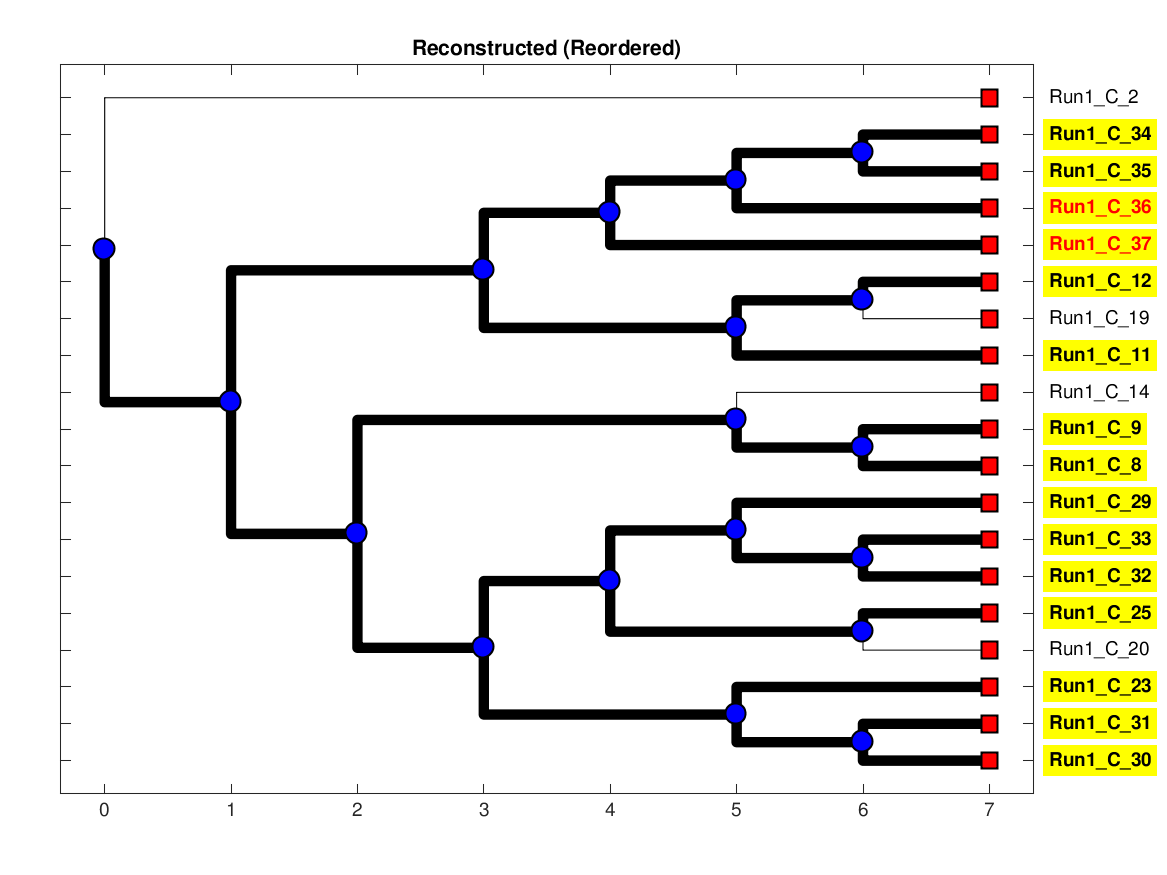 Reconstructed (Reordered)
Run1_C_2
Run1_C_34
Run1_C_35
Run1_C_36
Run1_C_37
Run1_C_12
Run1_C_19
Run1_C_11
Run1_C_14
Run1_C_9
Run1_C_8
Run1_C_29
Run1_C_33
Run1_C_32
Run1_C_25
Run1_C_20
Run1_C_23
Run1_C_31
Run1_C_30
0 1 2 3 4 5 6 7